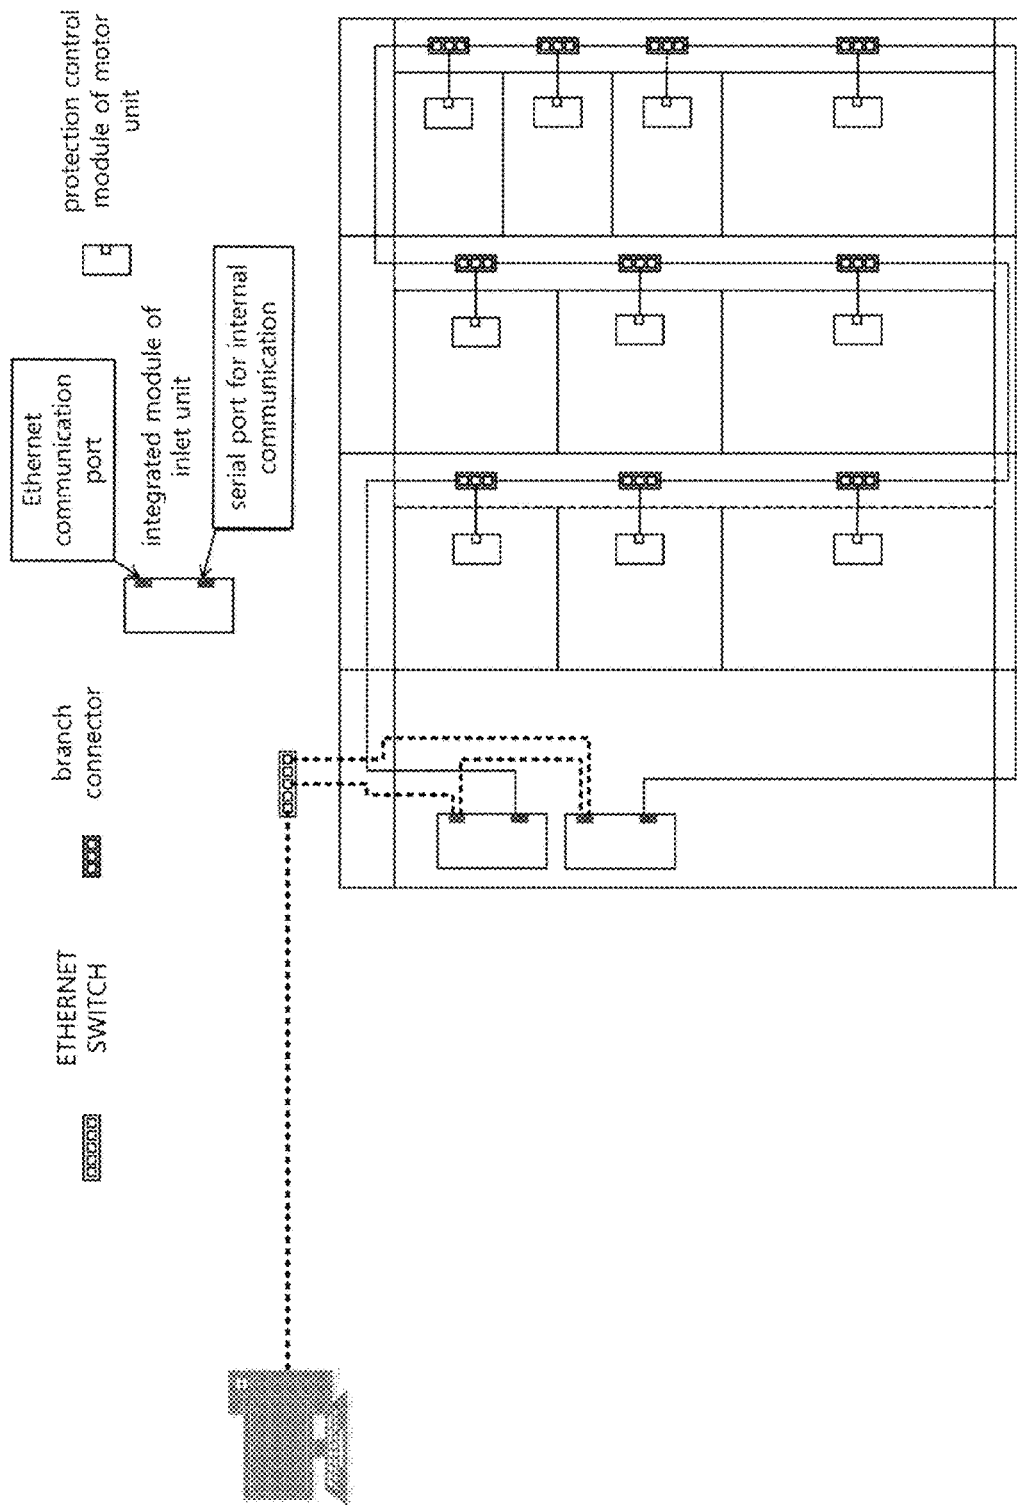 ETHERNET
SWITCH
branch
connector
Ethernet
communication
port
integrated module of
inlet unit
serial port for internal
communication
protection control
module of motor
unit